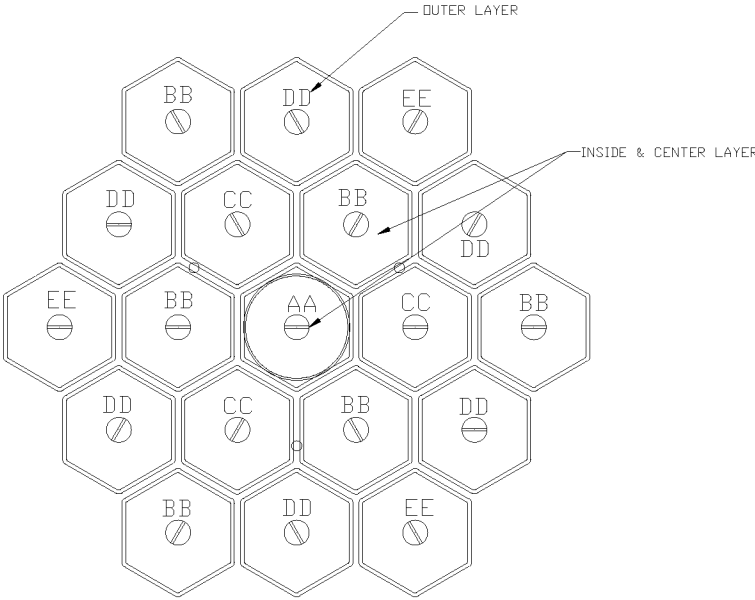 OUTER LAYER
BB DD EE
INSIDE & CENTER LAYER
DD CC BB DD
EE BB AA CC BB
DD CC BB DD
BB DD EE